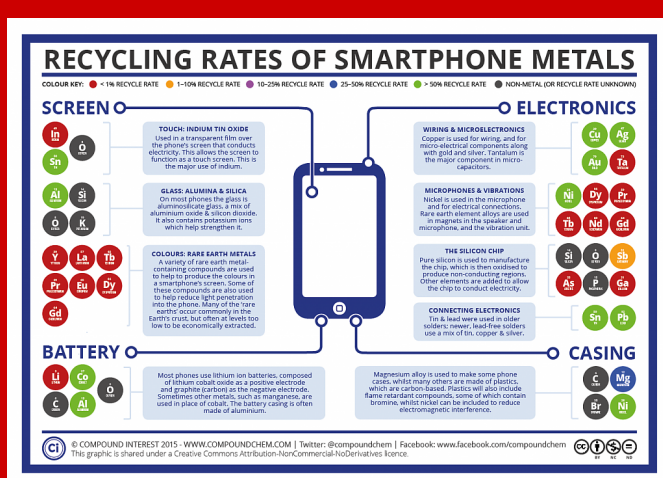 RECYCLING RATES OF SMARTPHONE METALS
COLOUR KEY: < 1% RECYCLE RATE 1–10% RECYCLE RATE 10–25% RECYCLE RATE 25–50% RECYCLE RATE > 50% RECYCLE RATE NON-METAL (OR RECYCLE RATE UNKNOWN)
SCREEN
In
O
Sn
TOUCH: INDIUM TIN OXIDE
Used in a transparent film over
the phone's screen that conducts
electricity. This allows the screen to
function as a touch screen. This is
the major use of indium.
Al Si
O K
GLASS: ALUMINA & SILICA
On most phones the glass is
aluminosilicate glass, a mix of
aluminium oxide & silicon dioxide.
It also contains potassium ions
which help strengthen it.
Y La Tb
Pr Eu Dy
Gd
COLOURS: RARE EARTH METALS
A variety of rare earth metal-
containing compounds are used
to help to produce the colours in
a smartphone's screen. Some of
these compounds are also used
to help reduce light penetration
into the phone. Many of the 'rare
earths' occur commonly in the
Earth's crust, but often at levels too
low to be economically extracted.
ELECTRONICS
WIRING & MICROELECTRONICS
Copper is used for wiring, and for
micro-electrical components along
with gold and silver. Tantalum is
the major component in micro-
capacitors.
Cu Ag
Au Ta
MICROPHONES & VIBRATIONS
Nickel is used in the microphone
and for electrical connections.
Rare earth element alloys are used
in magnets in the speaker and
microphone, and the vibration unit.
Ni Dy Pr
Tb Nd Gd
THE SILICON CHIP
Pure silicon is used to manufacture
the chip, which is then oxidised to
produce non-conducting regions.
Other elements are added to allow
the chip to conduct electricity.
Si O Sb
As P Ga
CONNECTING ELECTRONICS
Tin & lead were used in older
solders; newer, lead-free solders
use a mix of tin, copper & silver.
Sn Pb
BATTERY
Li Co
O
C Al
Most phones use lithium ion batteries, composed
of lithium cobalt oxide as a positive electrode
and graphite (carbon) as the negative electrode.
Sometimes other metals, such as manganese, are
used in place of cobalt. The battery casing is often
made of aluminium.
CASING
Magnesium alloy is used to make some phone
cases, whilst many others are made of plastics,
which are carbon-based. Plastics will also include
flame retardant compounds, some of which contain
bromine, whilst nickel can be included to reduce
electromagnetic interference.
C Mg
Br Ni
Ci
© COMPOUND INTEREST 2015 - WWW.COMPOUNDCHEM.COM | Twitter: @compoundchem | Facebook: www.facebook.com/compoundchem
This graphic is shared under a Creative Commons Attribution-NonCommercial-NoDerivatives licence.
cc
BY NC ND